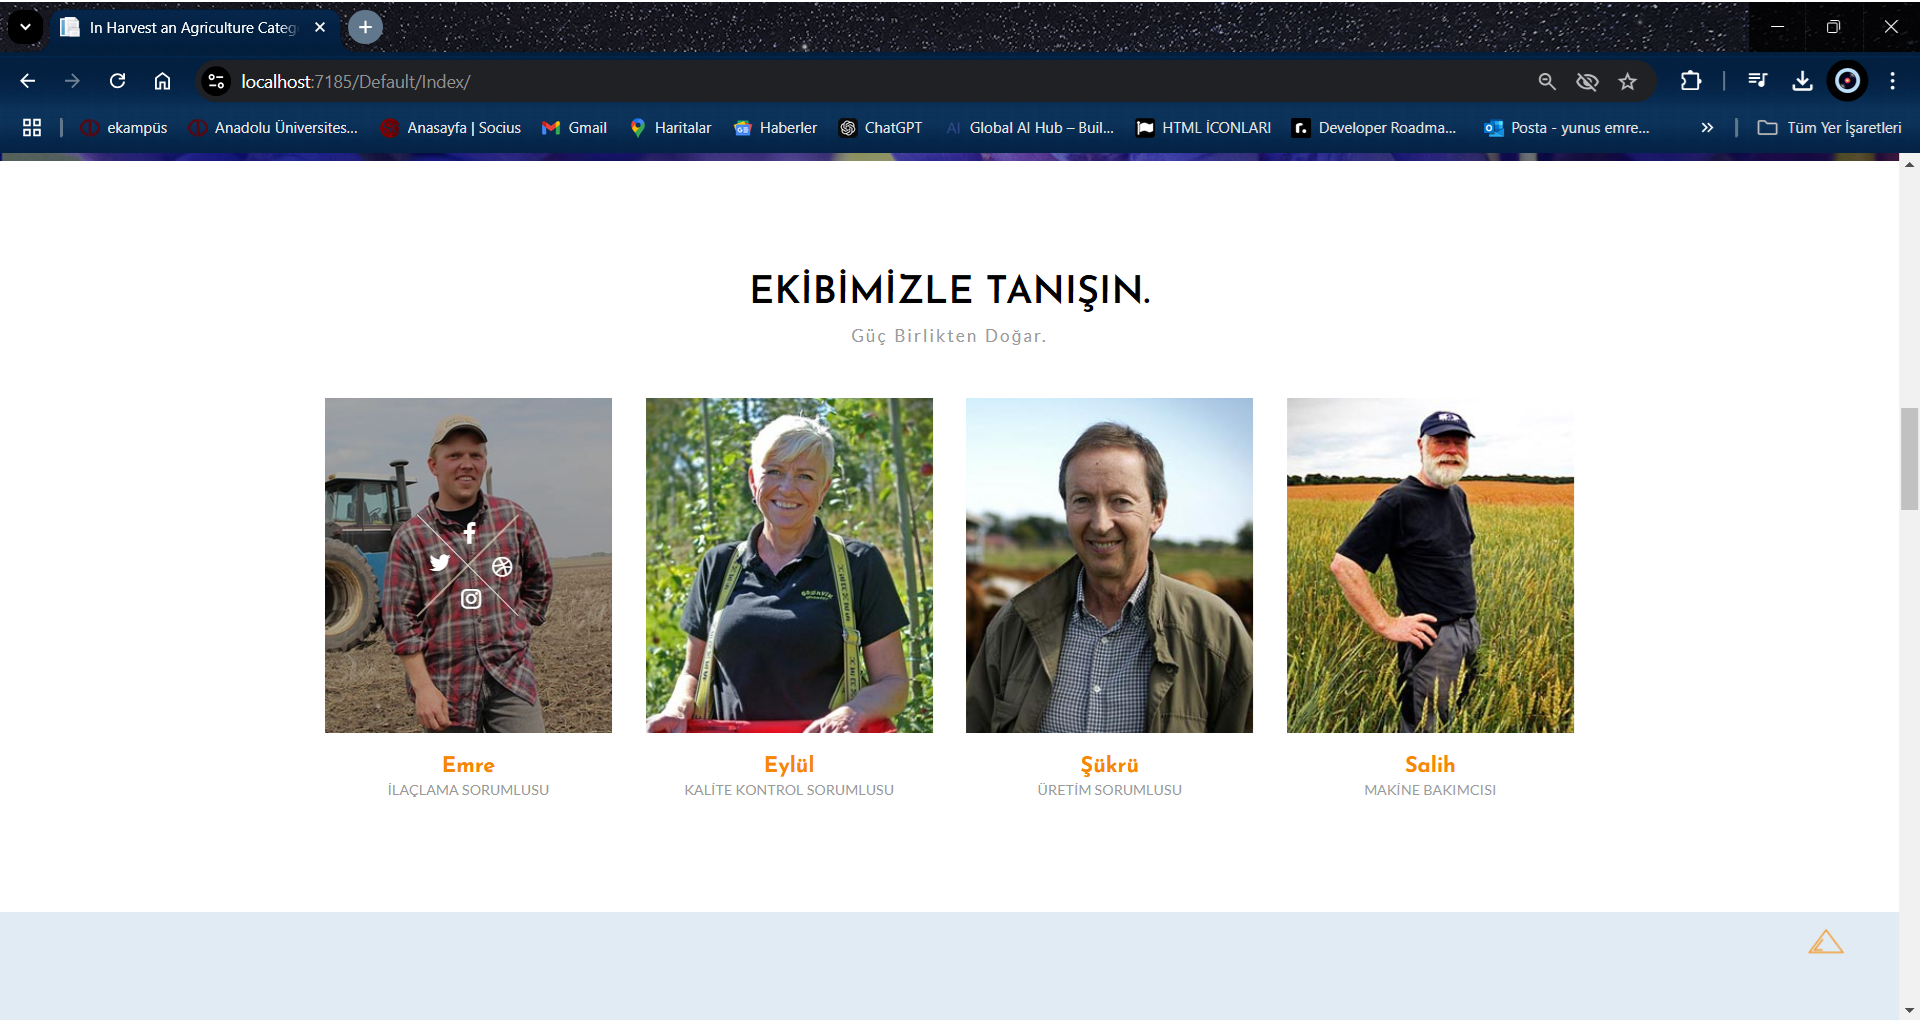 In Harvest an Agriculture Categ
localhost:7185/Default/Index/
ekampüs
Anadolu Üniversites...
Anasayfa | Socius
Gmail
Haritalar
Haberler
ChatGPT
AI Global AI Hub – Buil...
HTML İCONLARI
r. Developer Roadma...
Posta - yunus emre...
Tüm Yer İşaretleri
EKİBİMİZLE TANIŞIN.
Güç Birlikten Doğar.
Emre
İLAÇLAMA SORUMLUSU
Eylül
KALİTE KONTROL SORUMLUSU
Şükrü
ÜRETİM SORUMLUSU
Salih
MAKİNE BAKIMCISI